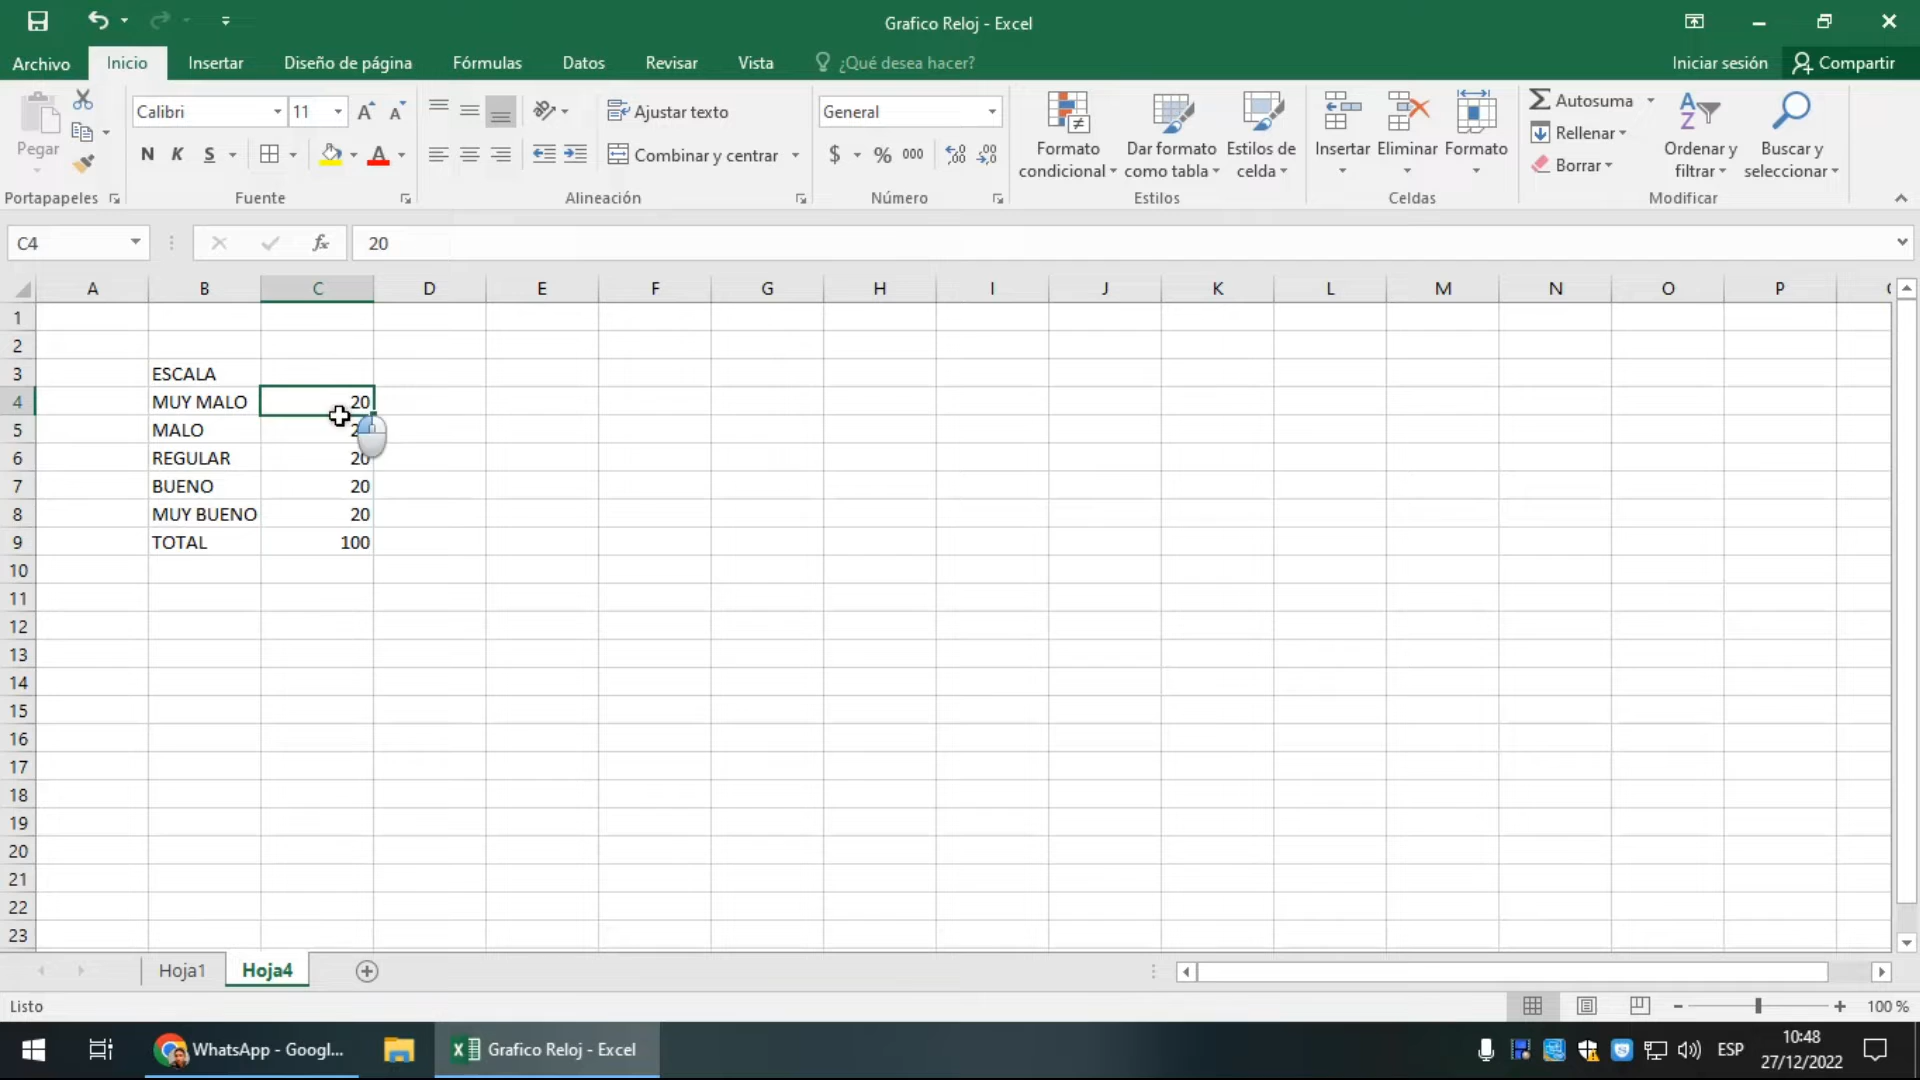 Grafico Reloj - Excel
Archivo Inicio Insertar Diseño de página Fórmulas Datos Revisar Vista ¿Qué desea hacer? Iniciar sesión Compartir
Pegar
Portapapeles
Calibri 11
N K S
Fuente
Ajustar texto
Combinar y centrar
Alineación
General
$ % 000
Número
Formato condicional
Dar formato como tabla
Estilos de celda
Estilos
Insertar Eliminar Formato
Celdas
Autosuma
Rellenar
Borrar
Ordenar y filtrar
Buscar y seleccionar
Modificar
C4 fx 20
A B C D E F G H I J K L M N O P
1
2
3 ESCALA
4 MUY MALO 20
5 MALO
6 REGULAR 20
7 BUENO 20
8 MUY BUENO 20
9 TOTAL 100
10
11
12
13
14
15
16
17
18
19
20
21
22
23
Hoja1 Hoja4
Listo 100 %
WhatsApp - Googl... Grafico Reloj - Excel ESP 10:48
27/12/2022